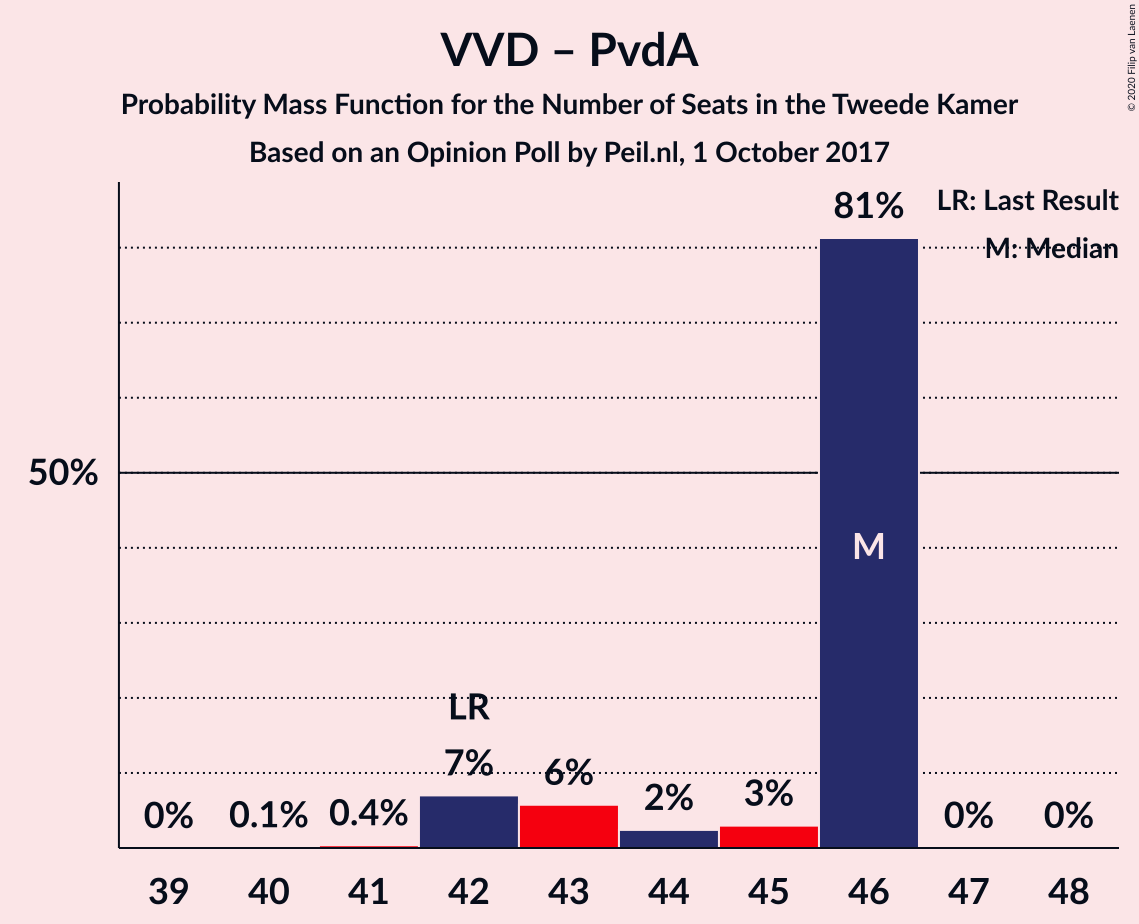 VVD – PvdA
Probability Mass Function for the Number of Seats in the Tweede Kamer
Based on an Opinion Poll by Peil.nl, 1 October 2017
© 2020 Filip van Laenen
LR: Last Result
M: Median
50%
0% 0.1% 0.4% 7% 6% 2% 3% 81% 0% 0%
LR
M
39 40 41 42 43 44 45 46 47 48